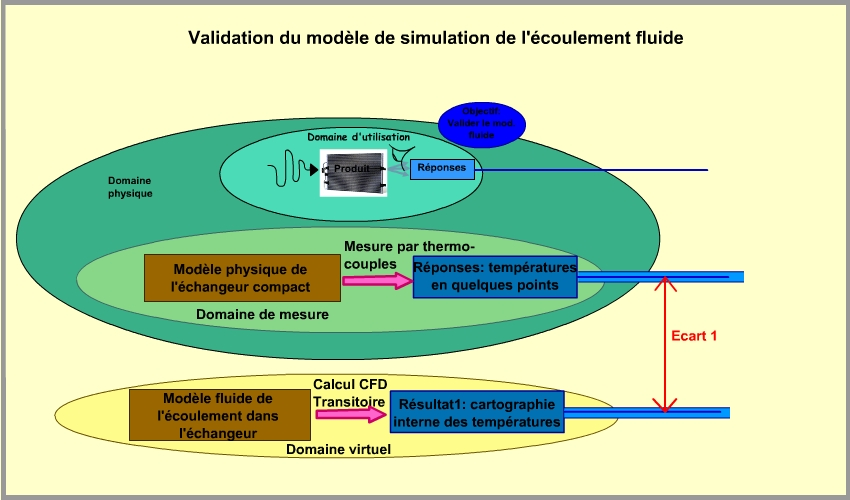 Validation du modèle de simulation de l'écoulement fluide
Objectif:
Valider le mod.
fluide
Domaine d'utilisation
Produit
Réponses
Domaine
physique
Mesure par thermo-
couples
Modèle physique de
l'échangeur compact
Réponses: températures
en quelques points
Domaine de mesure
Ecart 1
Calcul CFD
Transitoire
Modèle fluide de
l'écoulement dans
l'échangeur
Résultat1: cartographie
interne des températures
Domaine virtuel